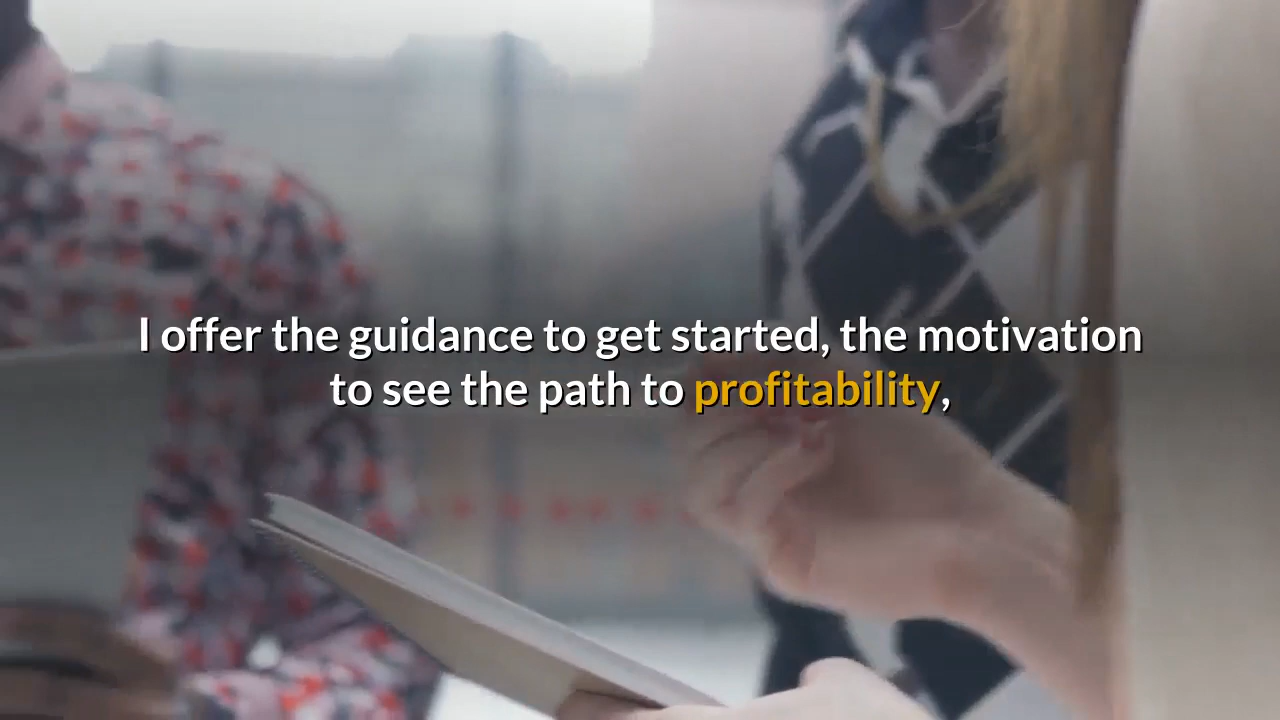 I offer the guidance to get started, the motivation
to see the path to profitability,